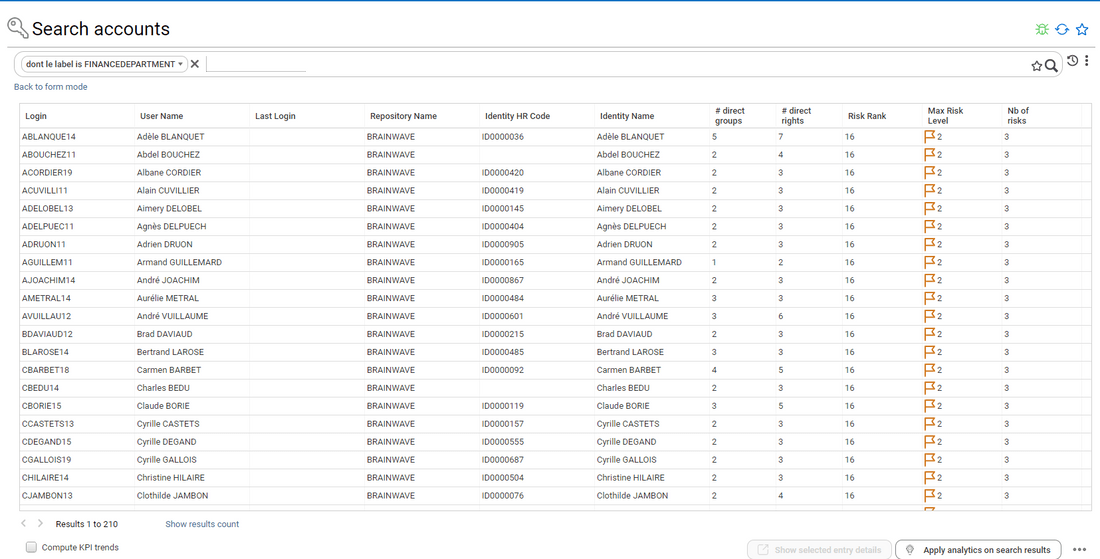 Search accounts
dont le label is FINANCEDEPARTMENT
Back to form mode
Login User Name Last Login Repository Name Identity HR Code Identity Name # direct groups # direct rights Risk Rank Max Risk Level Nb of risks
ABLANQUE14 Adèle BLANQUET BRAINWAVE ID0000036 Adèle BLANQUET 5 7 16 2 3
ABOUCHEZ11 Abdel BOUCHEZ BRAINWAVE Abdel BOUCHEZ 2 4 16 2 3
ACORDIER19 Albane CORDIER BRAINWAVE ID0000420 Albane CORDIER 2 3 16 2 3
ACUVILLI11 Alain CUVILLIER BRAINWAVE ID0000419 Alain CUVILLIER 2 3 16 2 3
ADELOBEL13 Aimery DELOBEL BRAINWAVE ID0000145 Aimery DELOBEL 2 3 16 2 3
ADELPUEC11 Agnès DELPUECH BRAINWAVE ID0000404 Agnès DELPUECH 2 3 16 2 3
ADRUON11 Adrien DRUON BRAINWAVE ID0000905 Adrien DRUON 2 3 16 2 3
AGUILLEM11 Armand GUILLEMARD BRAINWAVE ID0000165 Armand GUILLEMARD 1 2 16 2 3
AJOACHIM14 André JOACHIM BRAINWAVE ID0000867 André JOACHIM 2 3 16 2 3
AMETRAL14 Aurélie METRAL BRAINWAVE ID0000484 Aurélie METRAL 3 3 16 2 3
AVUILLAU12 André VUILLAUME BRAINWAVE ID0000601 André VUILLAUME 3 6 16 2 3
BDAVIAUD12 Brad DAVIAUD BRAINWAVE ID0000215 Brad DAVIAUD 2 3 16 2 3
BLAROSE14 Bertrand LAROSE BRAINWAVE ID0000485 Bertrand LAROSE 3 3 16 2 3
CBARBET18 Carmen BARBET BRAINWAVE ID0000092 Carmen BARBET 4 5 16 2 3
CBEDU14 Charles BEDU BRAINWAVE Charles BEDU 2 3 16 2 3
CBORIE15 Claude BORIE BRAINWAVE ID0000119 Claude BORIE 3 5 16 2 3
CCASTETS13 Cyrille CASTETS BRAINWAVE ID0000157 Cyrille CASTETS 2 3 16 2 3
CDEGAND15 Cyrille DEGAND BRAINWAVE ID0000555 Cyrille DEGAND 2 3 16 2 3
CGALLOIS19 Cyrille GALLOIS BRAINWAVE ID0000687 Cyrille GALLOIS 2 3 16 2 3
CHILAIRE14 Christine HILAIRE BRAINWAVE ID0000504 Christine HILAIRE 2 3 16 2 3
CJAMBON13 Clothilde JAMBON BRAINWAVE ID0000076 Clothilde JAMBON 2 4 16 2 3
Results 1 to 210 Show results count
Compute KPI trends
Show selected entry details Apply analytics on search results